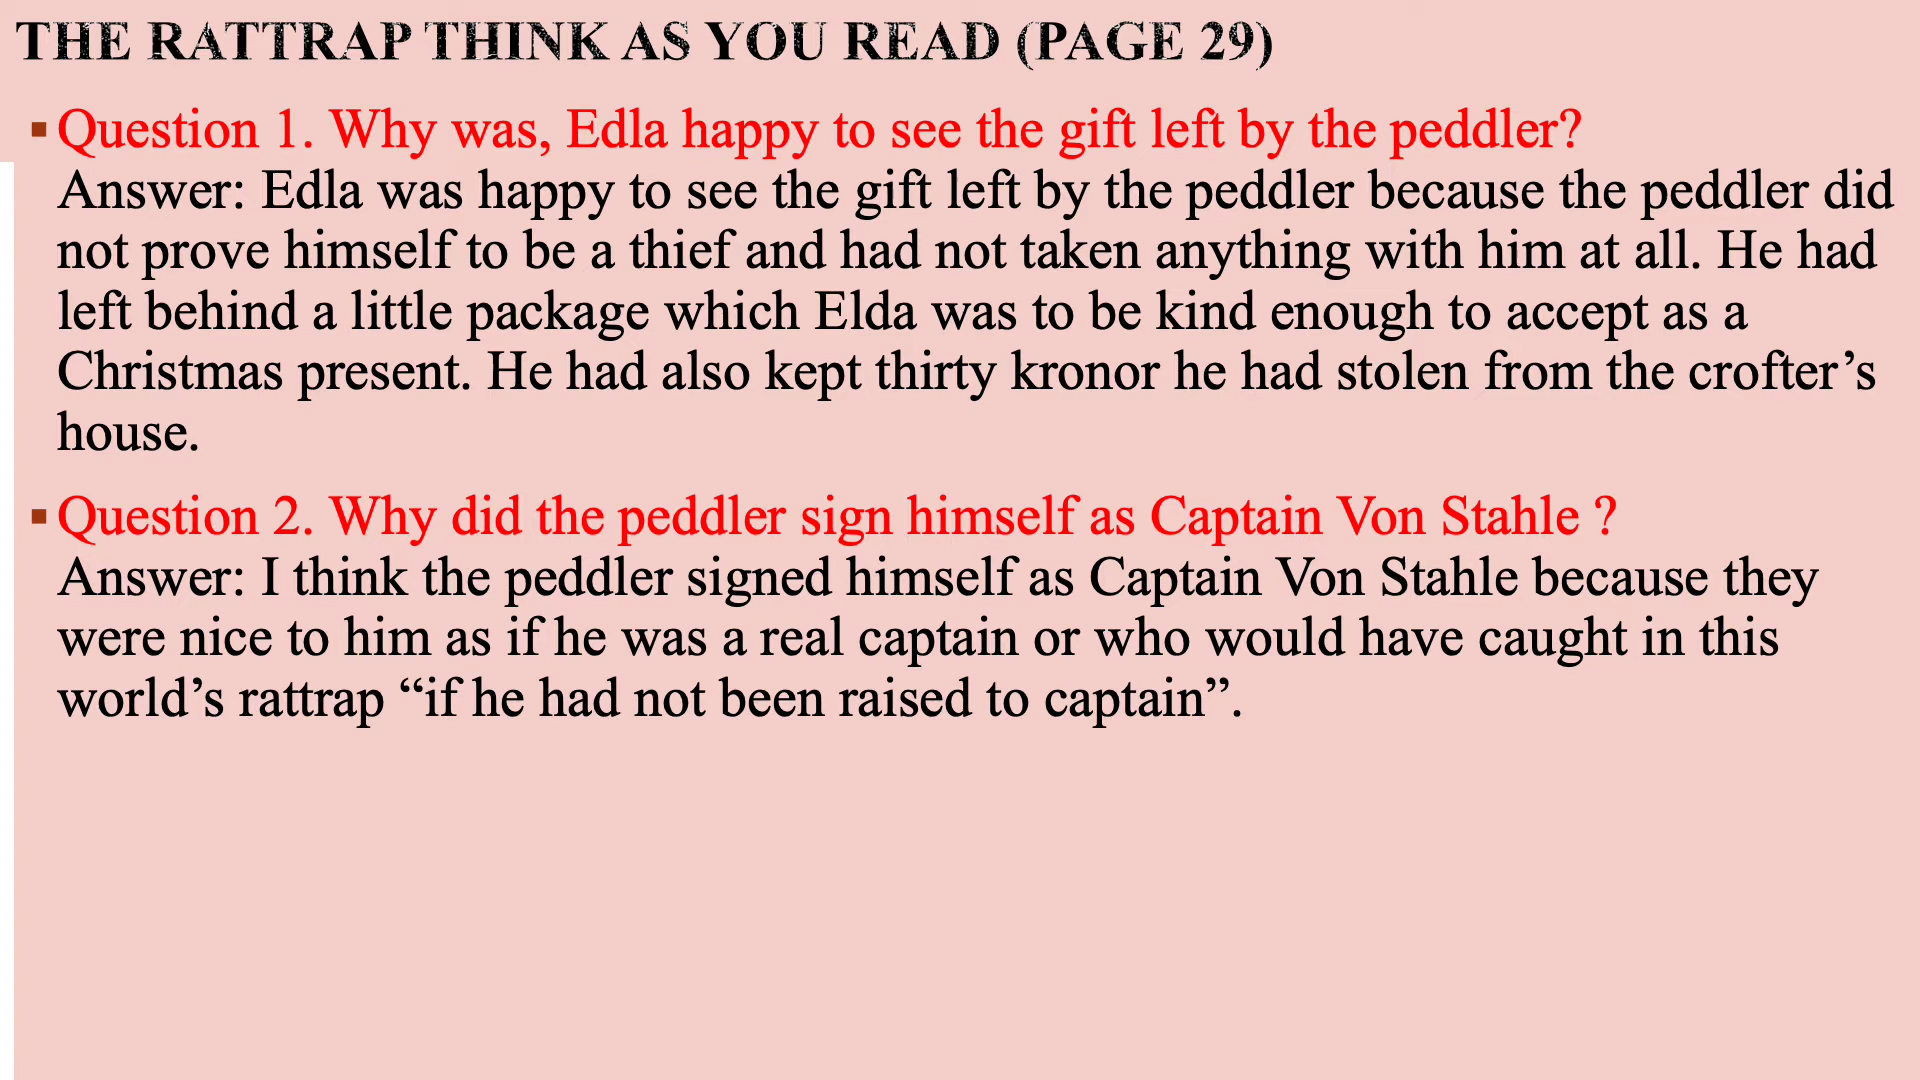 THE RATTRAP THINK AS YOU READ (PAGE 29)
▪Question 1. Why was, Edla happy to see the gift left by the peddler?
Answer: Edla was happy to see the gift left by the peddler because the peddler did
not prove himself to be a thief and had not taken anything with him at all. He had
left behind a little package which Elda was to be kind enough to accept as a
Christmas present. He had also kept thirty kronor he had stolen from the crofter’s
house.
▪Question 2. Why did the peddler sign himself as Captain Von Stahle ?
Answer: I think the peddler signed himself as Captain Von Stahle because they
were nice to him as if he was a real captain or who would have caught in this
world’s rattrap “if he had not been raised to captain”.